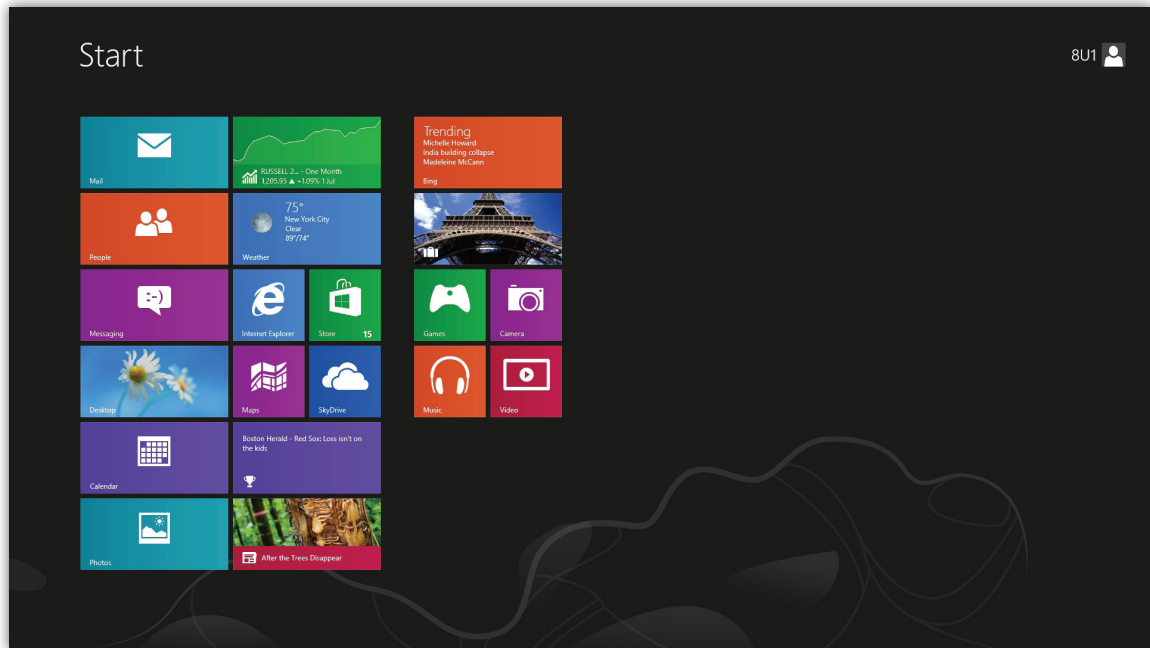 Start
8U1
Mail
RUSSELL 2... - One Month
1,205.95 ▲ +1.09% 1 Jul
Trending
Michelle Howard
India building collapse
Madeleine McCann
Bing
People
75°
New York City
Clear
89°/74°
Weather
Messaging
Internet Explorer
Store
15
Games
Camera
Desktop
Maps
SkyDrive
Music
Video
Calendar
Boston Herald - Red Sox: Loss isn't on
the kids
Photos
After the Trees Disappear